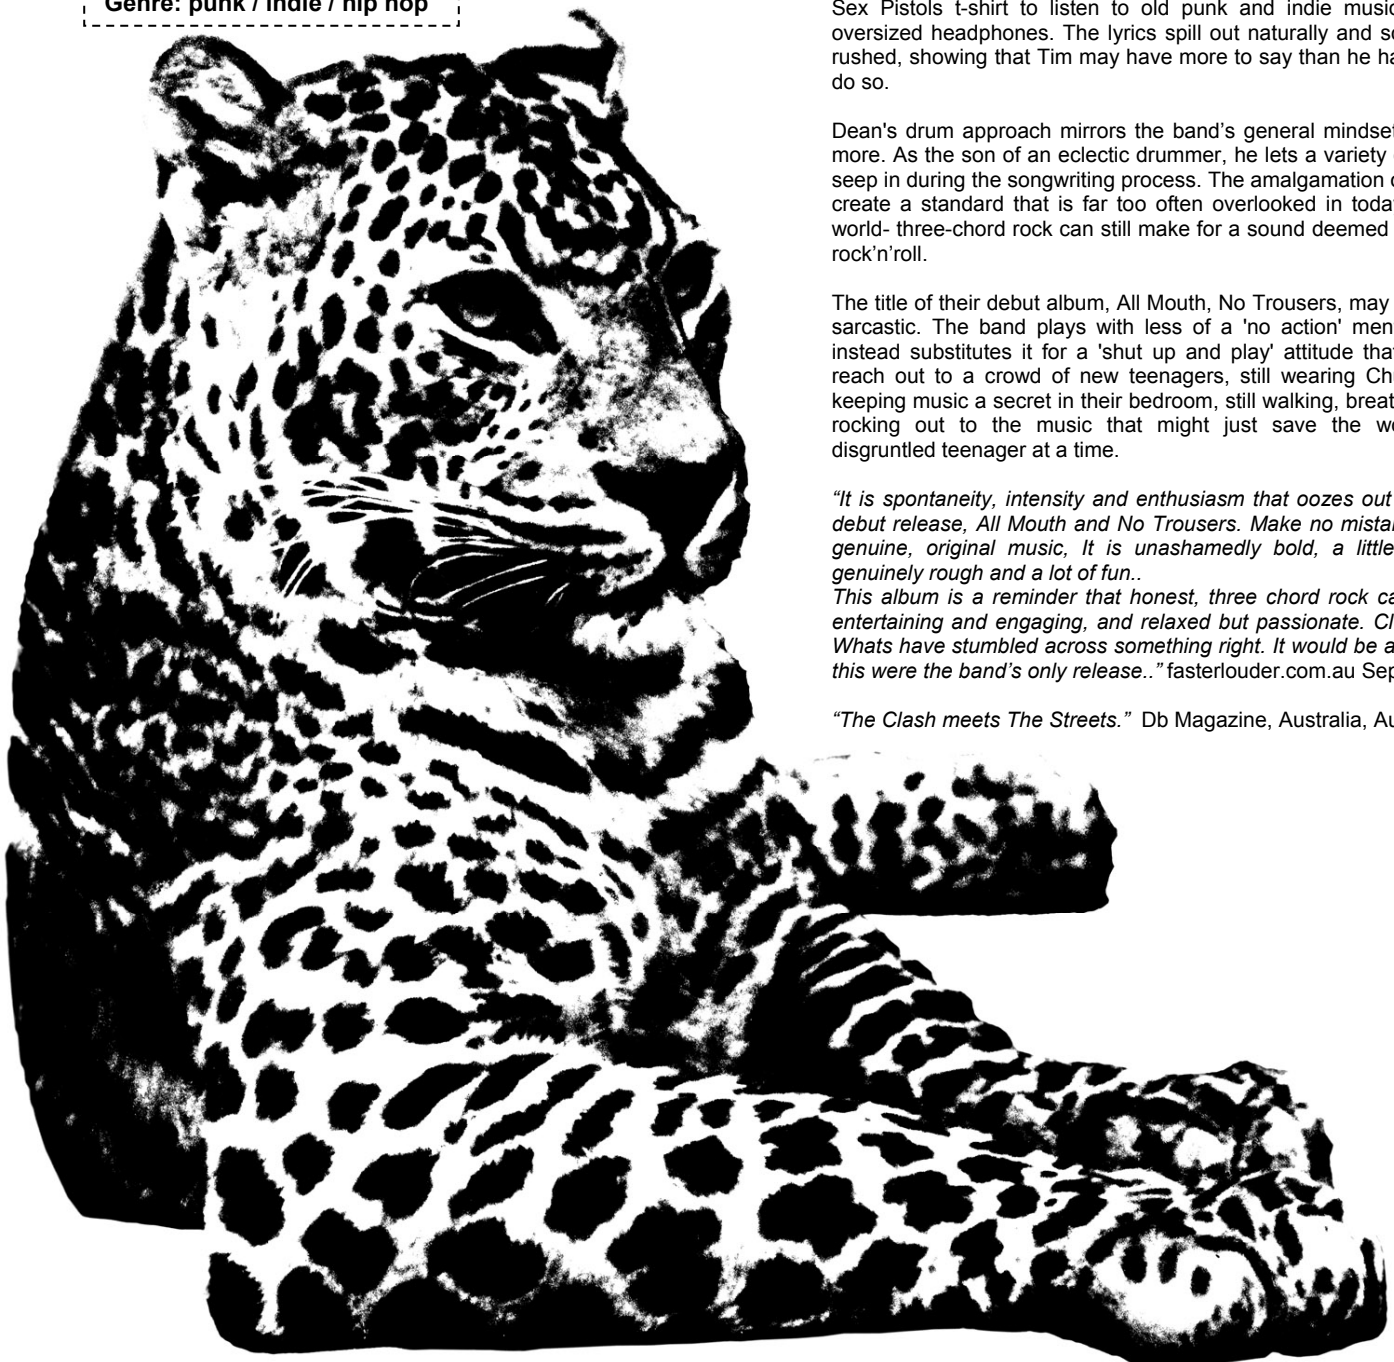 Genre: punk / indie / hip hop
Sex Pistols t-shirt to listen to old punk and indie music
oversized headphones. The lyrics spill out naturally and so
rushed, showing that Tim may have more to say than he ha
do so.
Dean's drum approach mirrors the band’s general mindset
more. As the son of an eclectic drummer, he lets a variety
seep in during the songwriting process. The amalgamation
create a standard that is far too often overlooked in today
world- three-chord rock can still make for a sound deemed
rock’n’roll.
The title of their debut album, All Mouth, No Trousers, may
sarcastic. The band plays with less of a 'no action' men
instead substitutes it for a 'shut up and play' attitude that
reach out to a crowd of new teenagers, still wearing Ch
keeping music a secret in their bedroom, still walking, breat
rocking out to the music that might just save the wo
disgruntled teenager at a time.
“It is spontaneity, intensity and enthusiasm that oozes out
debut release, All Mouth and No Trousers. Make no mistak
genuine, original music, It is unashamedly bold, a little
genuinely rough and a lot of fun..
This album is a reminder that honest, three chord rock ca
entertaining and engaging, and relaxed but passionate. Cl
Whats have stumbled across something right. It would be a
this were the band’s only release..” fasterlouder.com.au Sep
“The Clash meets The Streets.” Db Magazine, Australia, Au